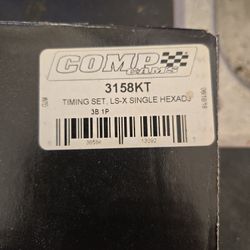 COMP
CAMS
3158KT
TIMING SET, LS-X SINGLE HEXADJ
3B 1P